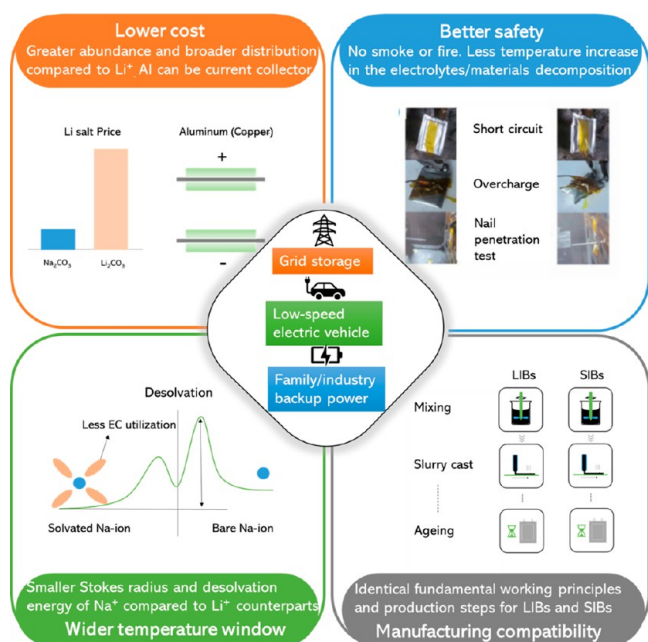 Lower cost
Greater abundance and broader distribution
compared to Li⁺ Al can be current collector
Li salt Price
Aluminum (Copper)
+
−
Na₂CO₃
Li₂CO₃
Better safety
No smoke or fire. Less temperature increase
in the electrolytes/materials decomposition
Short circuit
Overcharge
Nail
penetration
test
Grid storage
Low-speed
electric vehicle
Family/industry
backup power
Desolvation
Less EC utilization
Solvated Na-ion
Bare Na-ion
Smaller Stokes radius and desolvation
energy of Na⁺ compared to Li⁺ counterparts
Wider temperature window
LIBs
SIBs
Mixing
Slurry cast
Ageing
Identical fundamental working principles
and production steps for LIBs and SIBs
Manufacturing compatibility